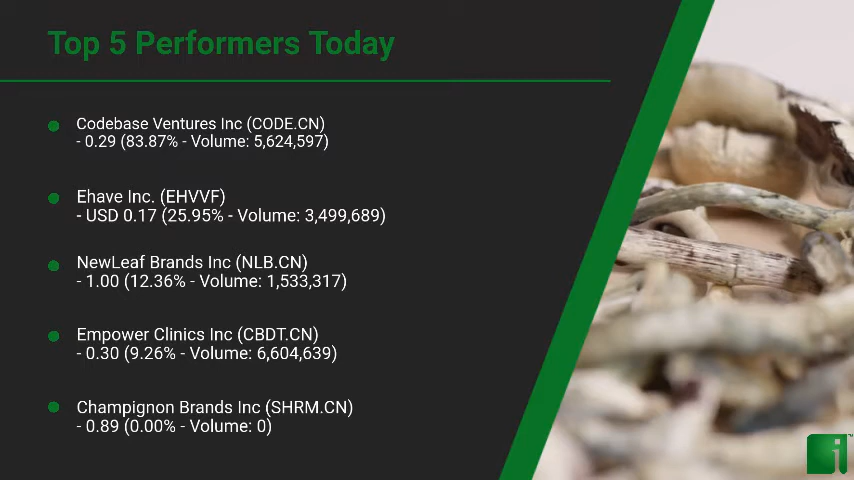 Top 5 Performers Today
Codebase Ventures Inc (CODE.CN)
- 0.29 (83.87% - Volume: 5,624,597)
Ehave Inc. (EHVVF)
- USD 0.17 (25.95% - Volume: 3,499,689)
NewLeaf Brands Inc (NLB.CN)
- 1.00 (12.36% - Volume: 1,533,317)
Empower Clinics Inc (CBDT.CN)
- 0.30 (9.26% - Volume: 6,604,639)
Champignon Brands Inc (SHRM.CN)
- 0.89 (0.00% - Volume: 0)
i